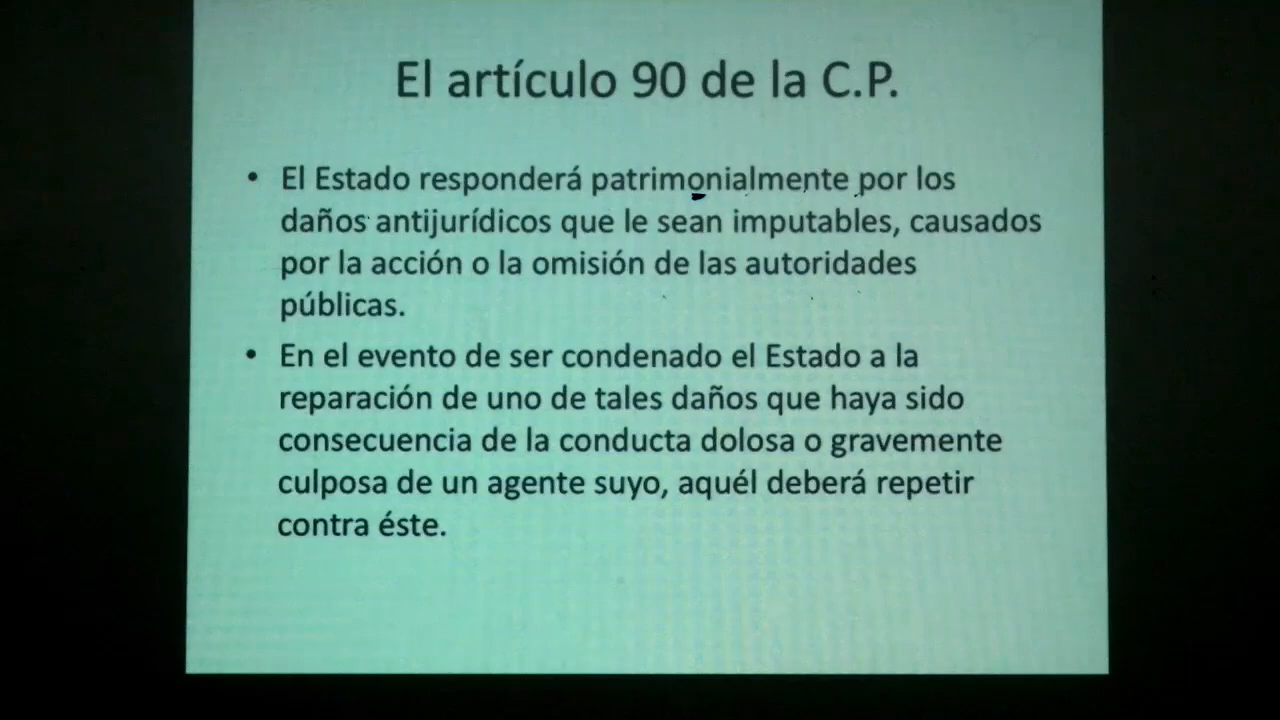 El artículo 90 de la C.P.
• El Estado responderá patrimonialmente por los
daños antijurídicos que le sean imputables, causados
por la acción o la omisión de las autoridades
públicas.
• En el evento de ser condenado el Estado a la
reparación de uno de tales daños que haya sido
consecuencia de la conducta dolosa o gravemente
culposa de un agente suyo, aquél deberá repetir
contra éste.